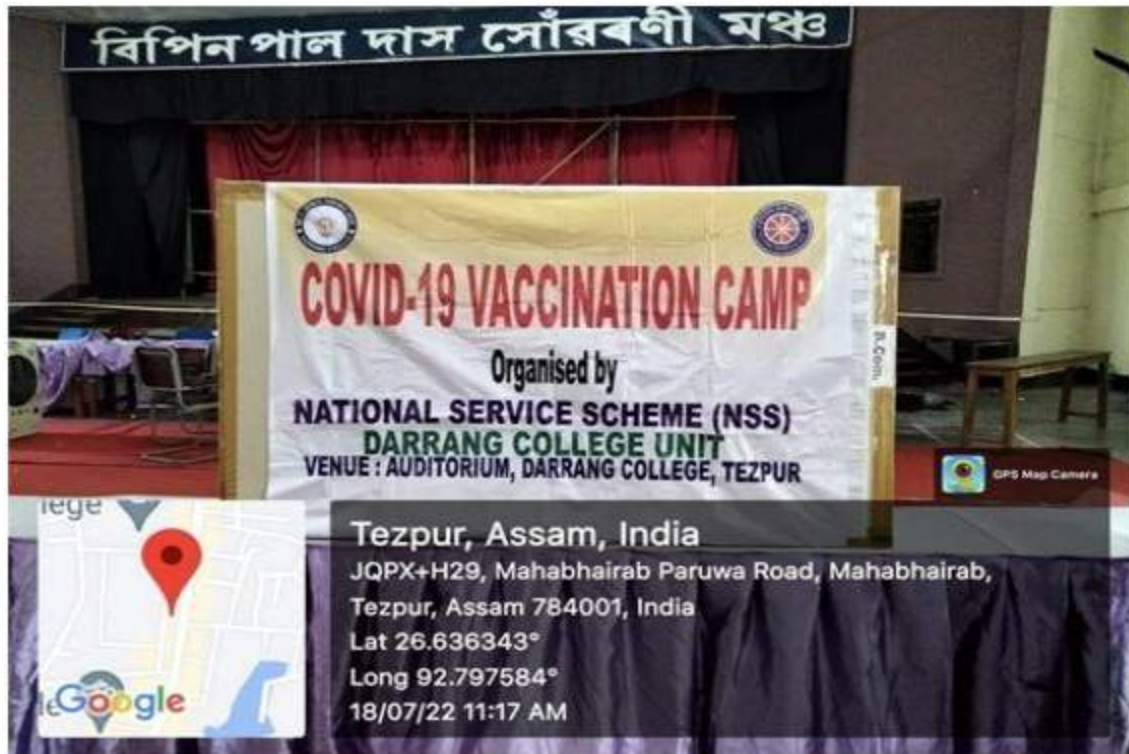 বিপিন পাল দাস সোঁৱৰণী মঞ্চ
COVID-19 VACCINATION CAMP
Organised by
NATIONAL SERVICE SCHEME (NSS)
DARRANG COLLEGE UNIT
VENUE : AUDITORIUM, DARRANG COLLEGE, TEZPUR
B.Com.
GPS Map Camera
lege
Google
Tezpur, Assam, India
JQPX+H29, Mahabhairab Paruwa Road, Mahabhairab,
Tezpur, Assam 784001, India
Lat 26.636343°
Long 92.797584°
18/07/22 11:17 AM